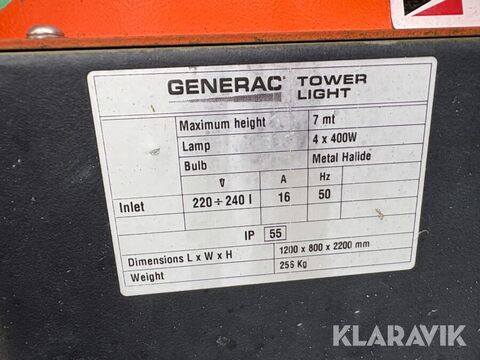 GENERAC TOWER LIGHT
Maximum height 7 mt
Lamp 4 x 400W
Bulb Metal Halide
V A Hz
Inlet 220 ÷ 240 I 16 50
IP 55
Dimensions L x W x H 1200 x 800 x 2200 mm
Weight 256 Kg
KLARAVIK